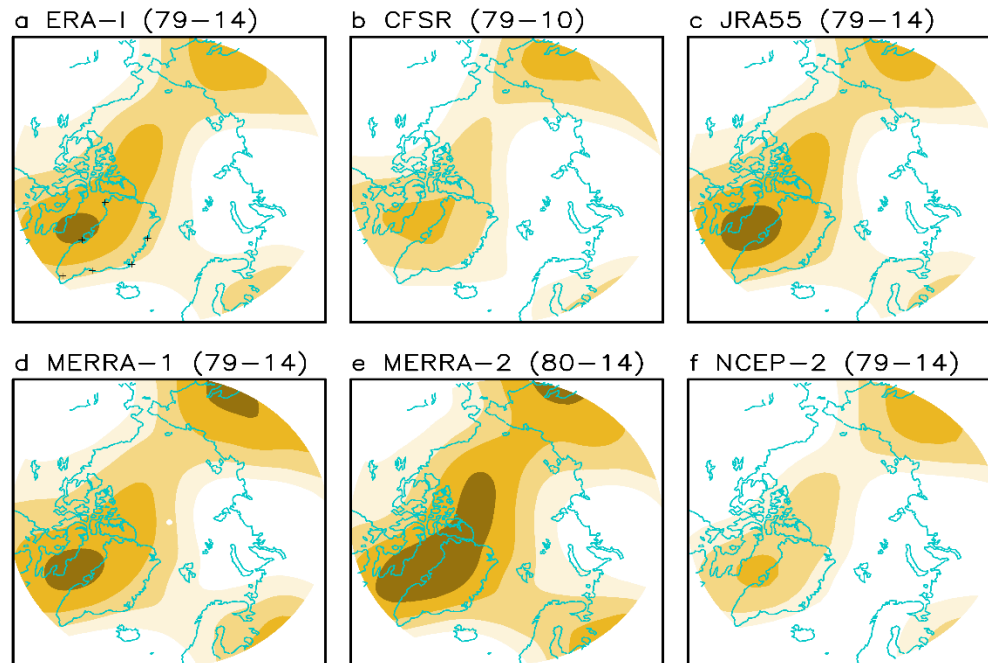 a ERA-I (79-14)
b CFSR (79-10)
c JRA55 (79-14)
d MERRA-1 (79-14)
e MERRA-2 (80-14)
f NCEP-2 (79-14)